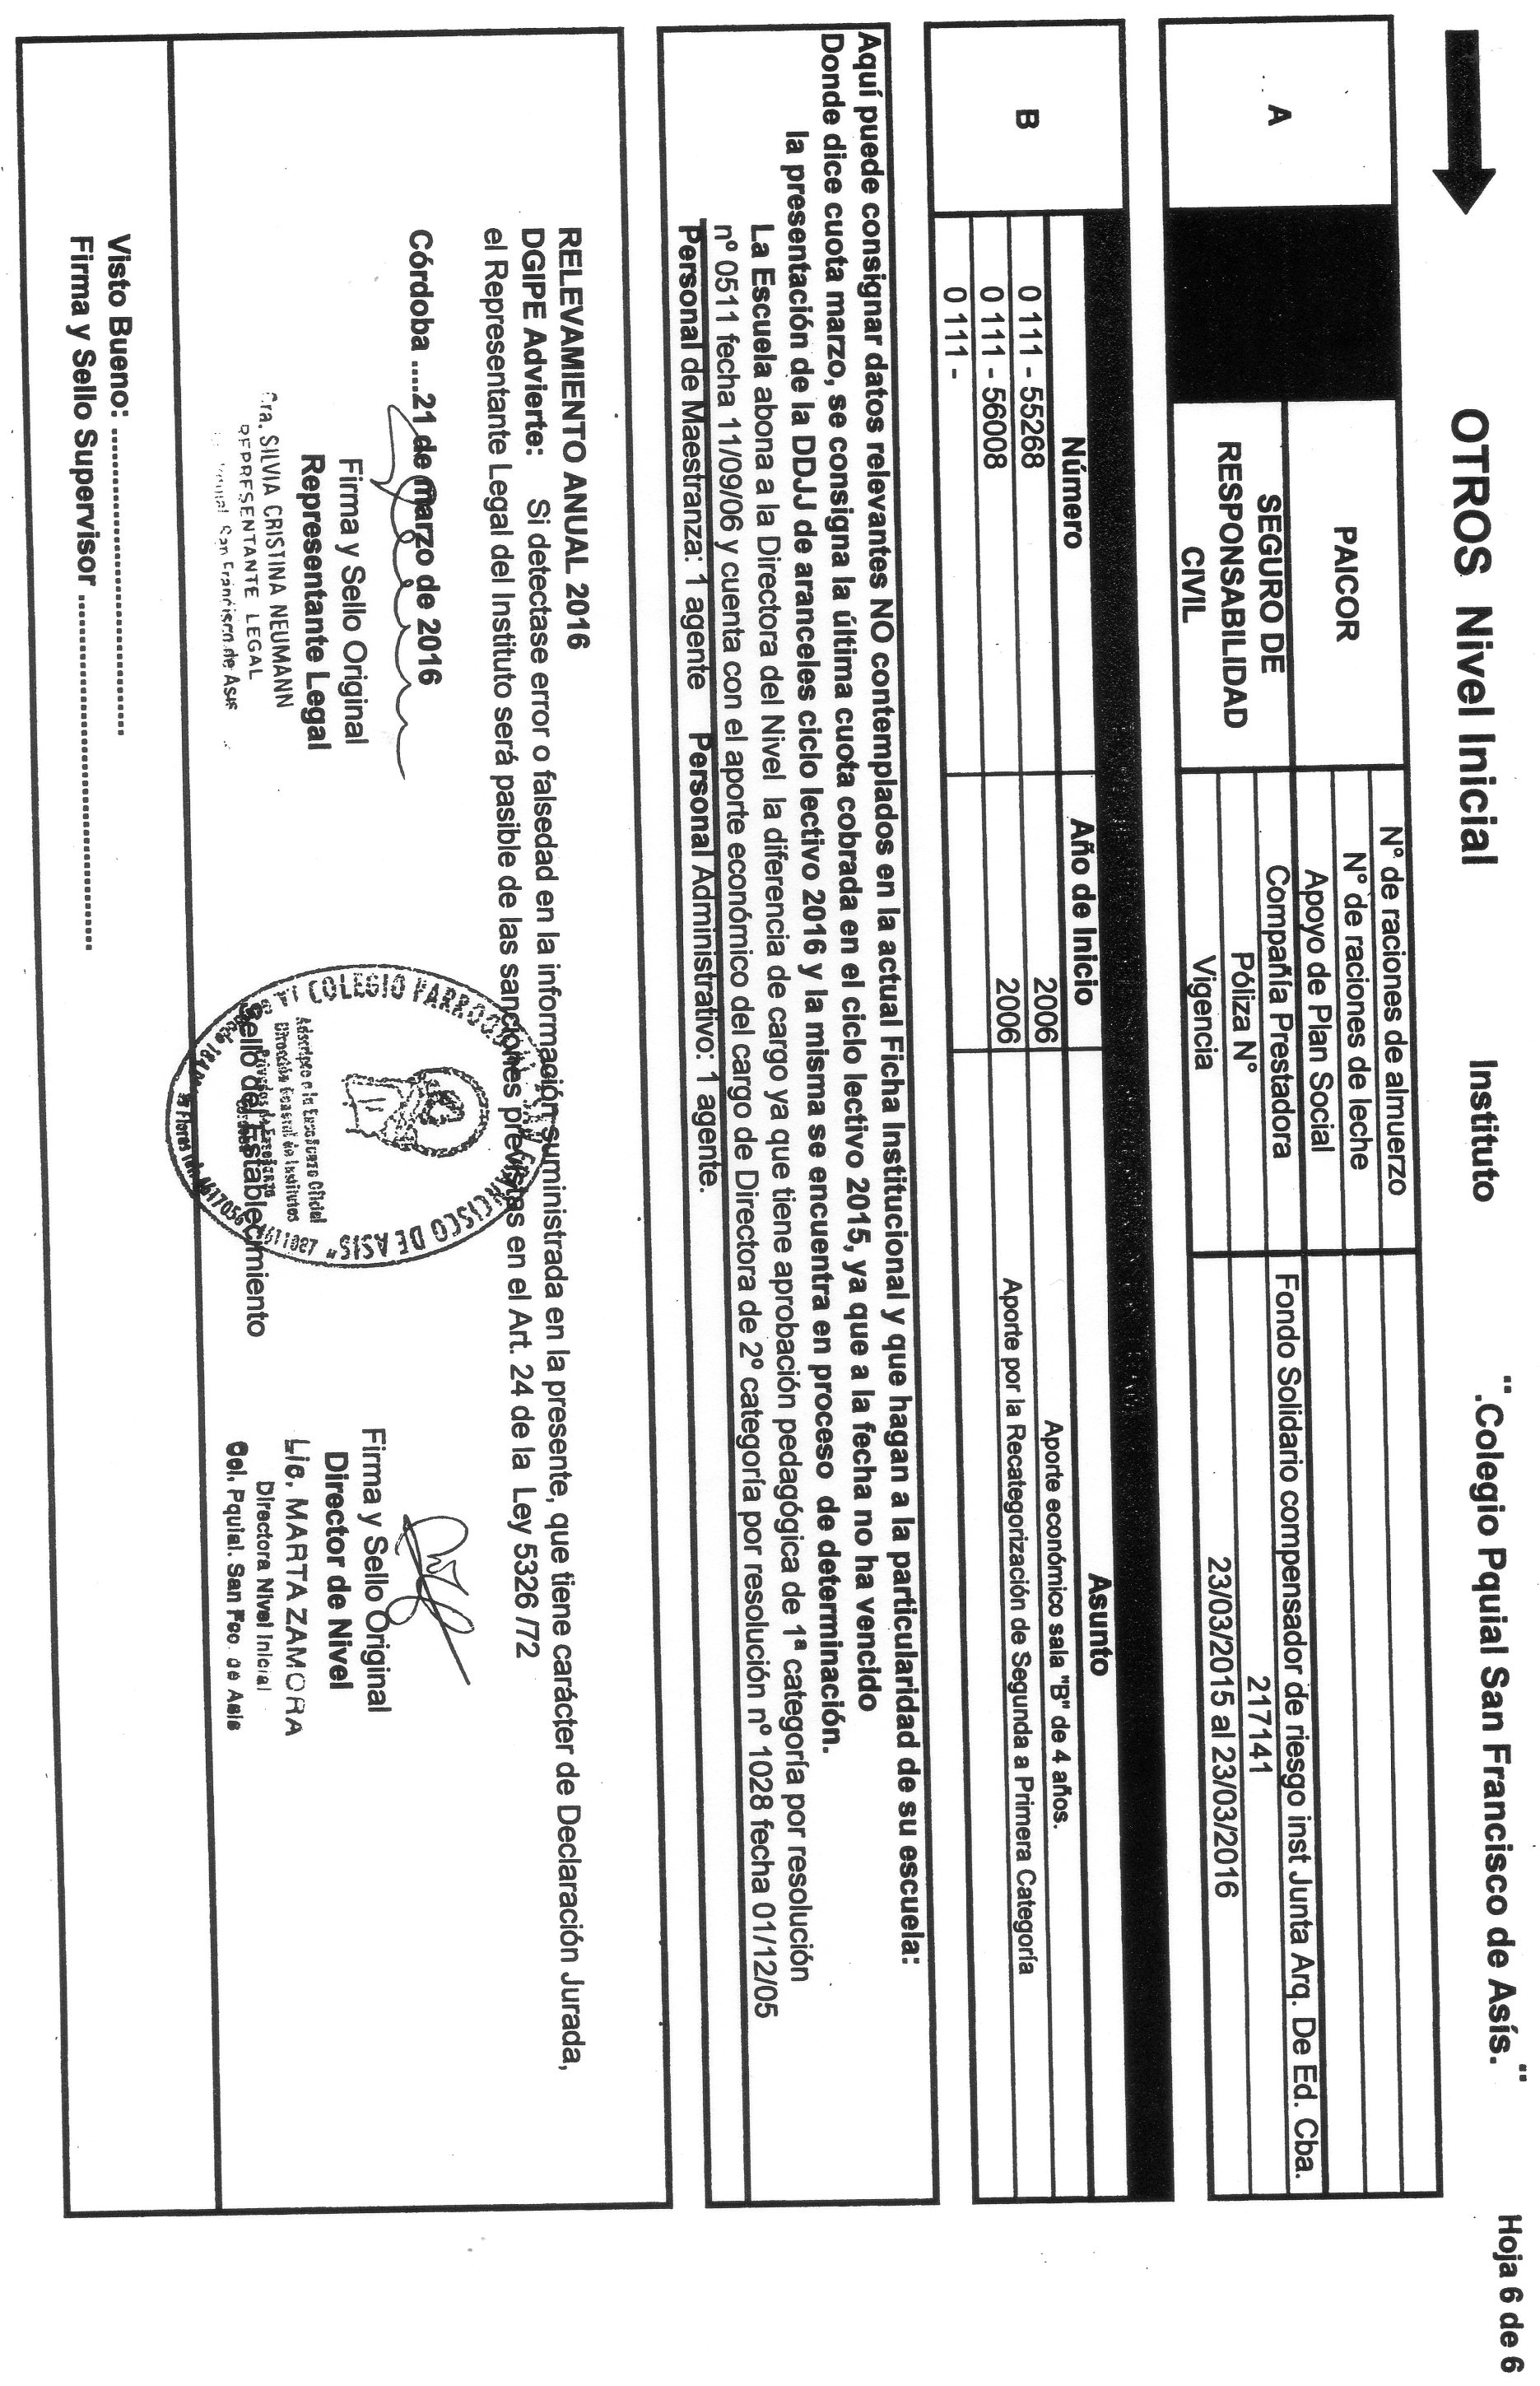 OTROS Nivel Inicial Instituto ".Colegio Pquial San Francisco de Asís." Hoja 6 de 6
A
PAICOR
Nº de raciones de almuerzo
Nº de raciones de leche
Apoyo de Plan Social
SEGURO DE
RESPONSABILIDAD
CIVIL
Compañía Prestadora Fondo Solidario compensador de riesgo inst Junta Arq. De Ed. Cba.
Póliza Nº 217141
Vigencia 23/03/2015 al 23/03/2016
B
Número Año de Inicio Asunto
0 111 - 55268 2006 Aporte económico sala "B" de 4 años.
0 111 - 56008 2006 Aporte por la Recategorización de Segunda a Primera Categoría
0 111 -
Aquí puede consignar datos relevantes NO contemplados en la actual Ficha Institucional y que hagan a la particularidad de su escuela:
Donde dice cuota marzo, se consigna la última cuota cobrada en el ciclo lectivo 2015, ya que a la fecha no ha vencido
la presentación de la DDJJ de aranceles ciclo lectivo 2016 y la misma se encuentra en proceso de determinación.
La Escuela abona a la Directora del Nivel la diferencia de cargo ya que tiene aprobación pedagógica de 1ª categoría por resolución
nº 0511 fecha 11/09/06 y cuenta con el aporte económico del cargo de Directora de 2º categoría por resolución nº 1028 fecha 01/12/05
Personal de Maestranza: 1 agente Personal Administrativo: 1 agente.
RELEVAMIENTO ANUAL 2016
DGIPE Advierte: Si detectase error o falsedad en la información suministrada en la presente, que tiene carácter de Declaración Jurada,
el Representante Legal del Instituto será pasible de las sanciones previstas en el Art. 24 de la Ley 5326 /72
Córdoba .....21 de marzo de 2016
Firma y Sello Original
Representante Legal
Cra. SILVIA CRISTINA NEUMANN
REPRESENTANTE LEGAL
San Francisco de Asis
COLEGIO PARROQUIAL FRANCISCO DE ASIS"
Adscripto a la Enseñanza Oficial
Dirección General de Institutos
Privados de Enseñanza
Sello del Establecimiento
Firma y Sello Original
Director de Nivel
Lic. MARTA ZAMORA
Directora Nivel Inicial
Col. Pquial. San Fco. de Asis
Visto Bueno: ..................................
Firma y Sello Supervisor ........................................................